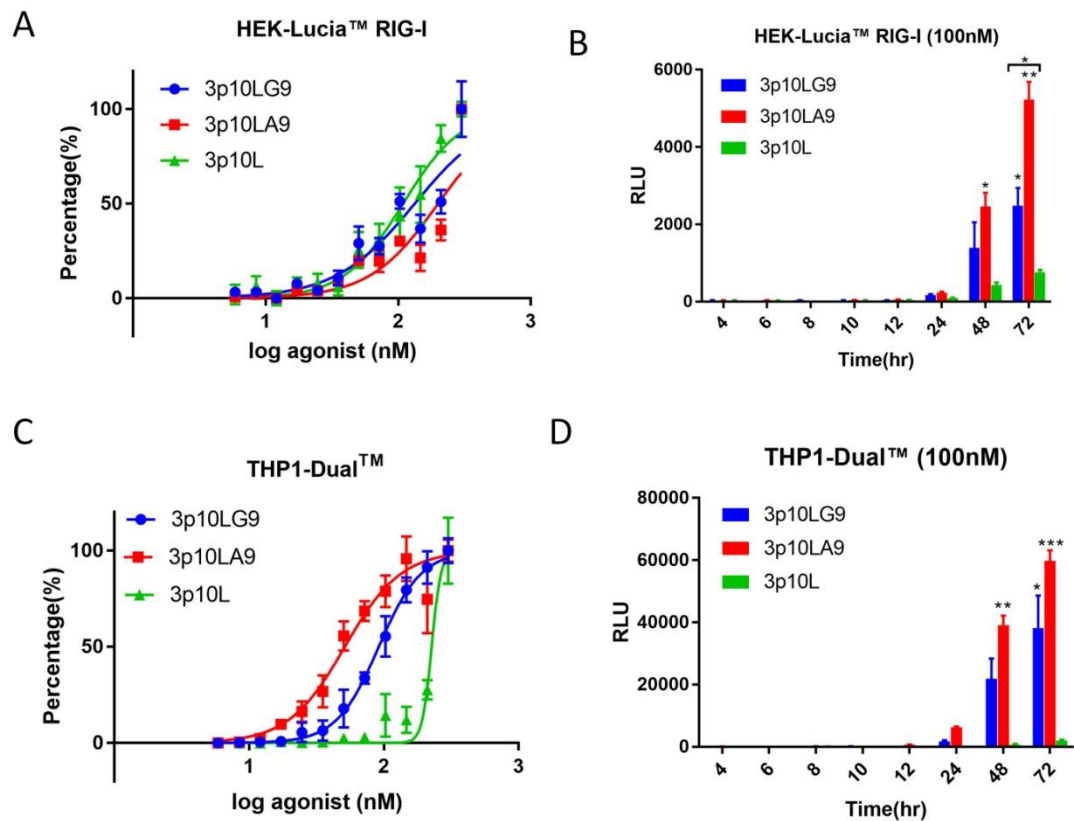 A
HEK-Lucia™ RIG-I
3p10LG9
3p10LA9
3p10L
100
50
0
Percentage(%)
1
2
3
log agonist (nM)
B
HEK-Lucia™ RIG-I (100nM)
3p10LG9
3p10LA9
3p10L
6000
4000
2000
0
RLU
*
**
*
*
4
6
8
10
12
24
48
72
Time(hr)
C
THP1-Dual™
3p10LG9
3p10LA9
3p10L
100
50
0
Percentage(%)
1
2
3
log agonist (nM)
D
THP1-Dual™ (100nM)
3p10LG9
3p10LA9
3p10L
80000
60000
40000
20000
0
RLU
***
*
**
4
6
8
10
12
24
48
72
Time(hr)